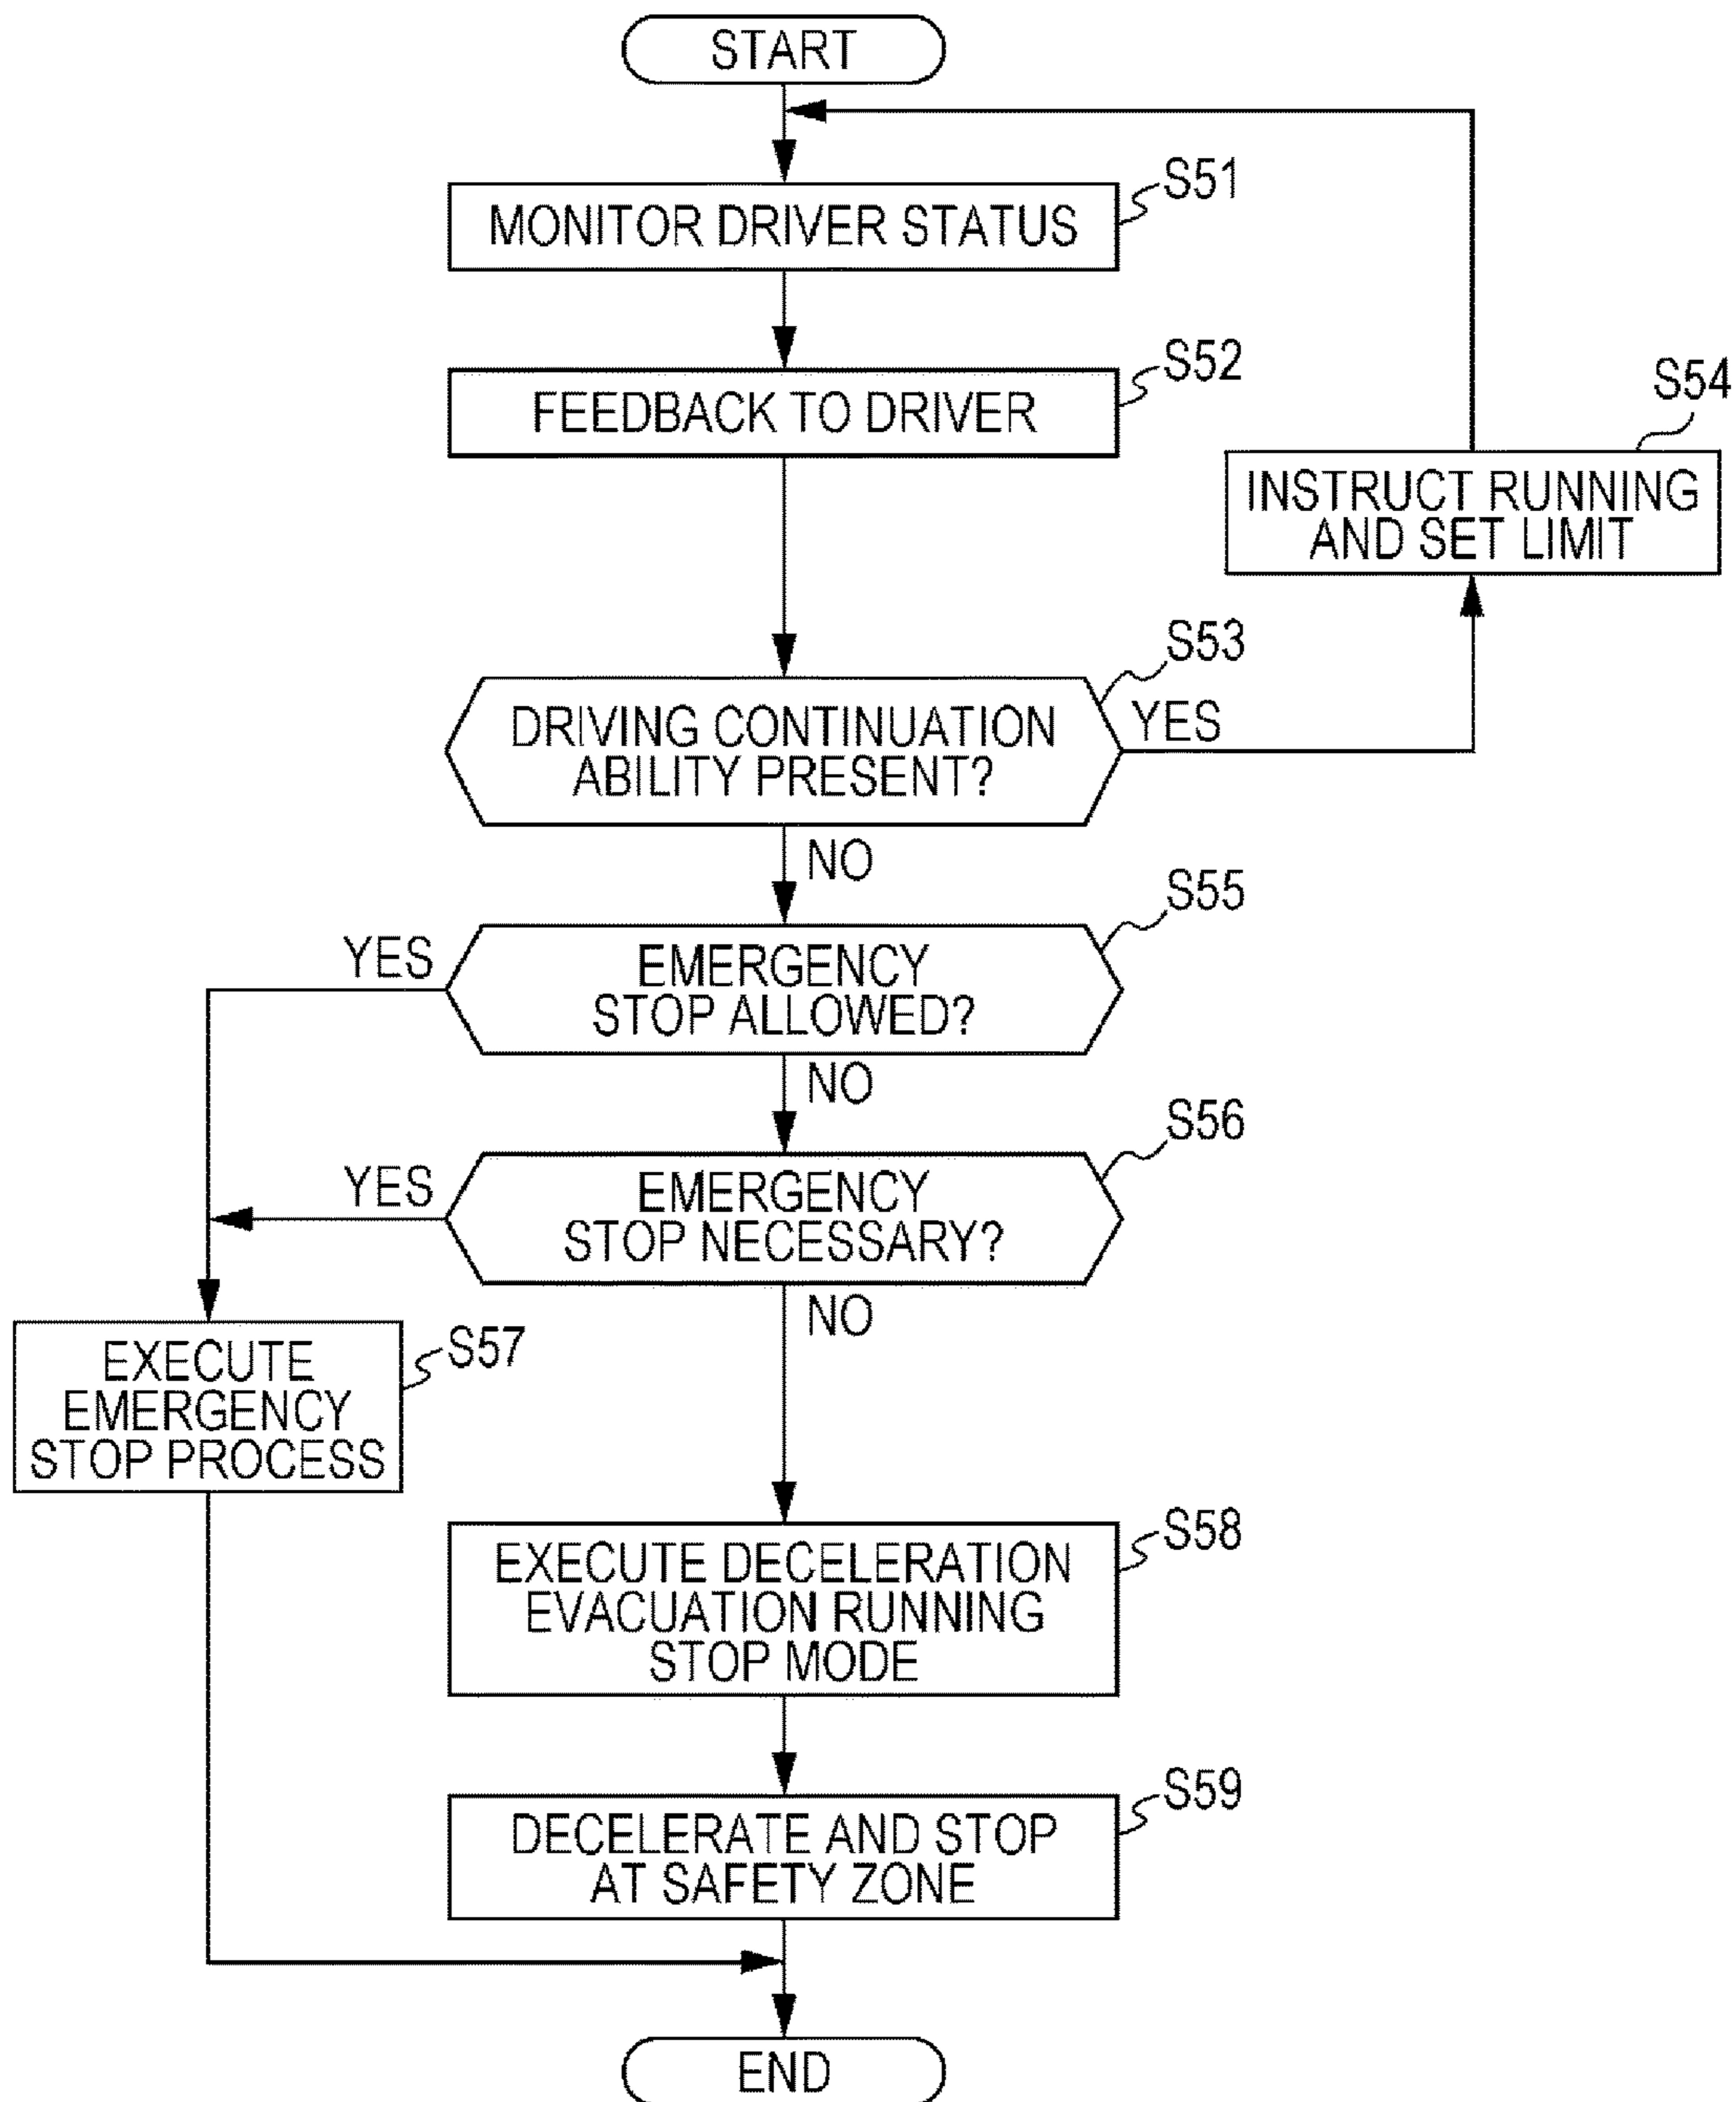 START
S51
MONITOR DRIVER STATUS
S52
FEEDBACK TO DRIVER
S54
INSTRUCT RUNNING
AND SET LIMIT
S53
DRIVING CONTINUATION
ABILITY PRESENT?
YES
NO
S55
YES
EMERGENCY
STOP ALLOWED?
NO
S56
YES
EMERGENCY
STOP NECESSARY?
NO
S57
EXECUTE
EMERGENCY
STOP PROCESS
S58
EXECUTE DECELERATION
EVACUATION RUNNING
STOP MODE
S59
DECELERATE AND STOP
AT SAFETY ZONE
END